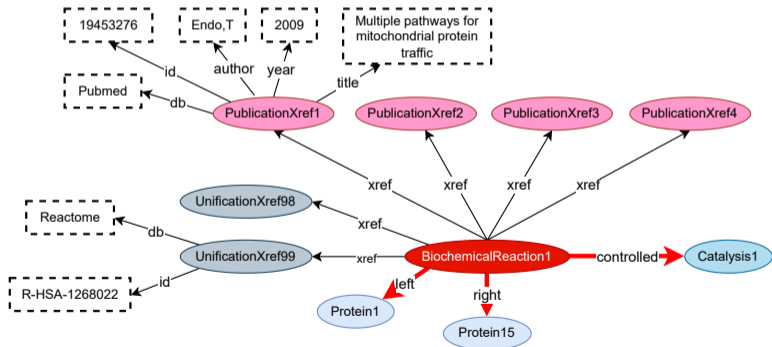 19453276
Endo,T
2009
Multiple pathways for
mitochondrial protein
traffic
id
author
year
title
Pubmed
db
PublicationXref1
PublicationXref2
PublicationXref3
PublicationXref4
xref
xref
xref
xref
UnificationXref98
xref
Reactome
db
UnificationXref99
xref
BiochemicalReaction1
controlled
Catalysis1
id
R-HSA-1268022
left
right
Protein1
Protein15